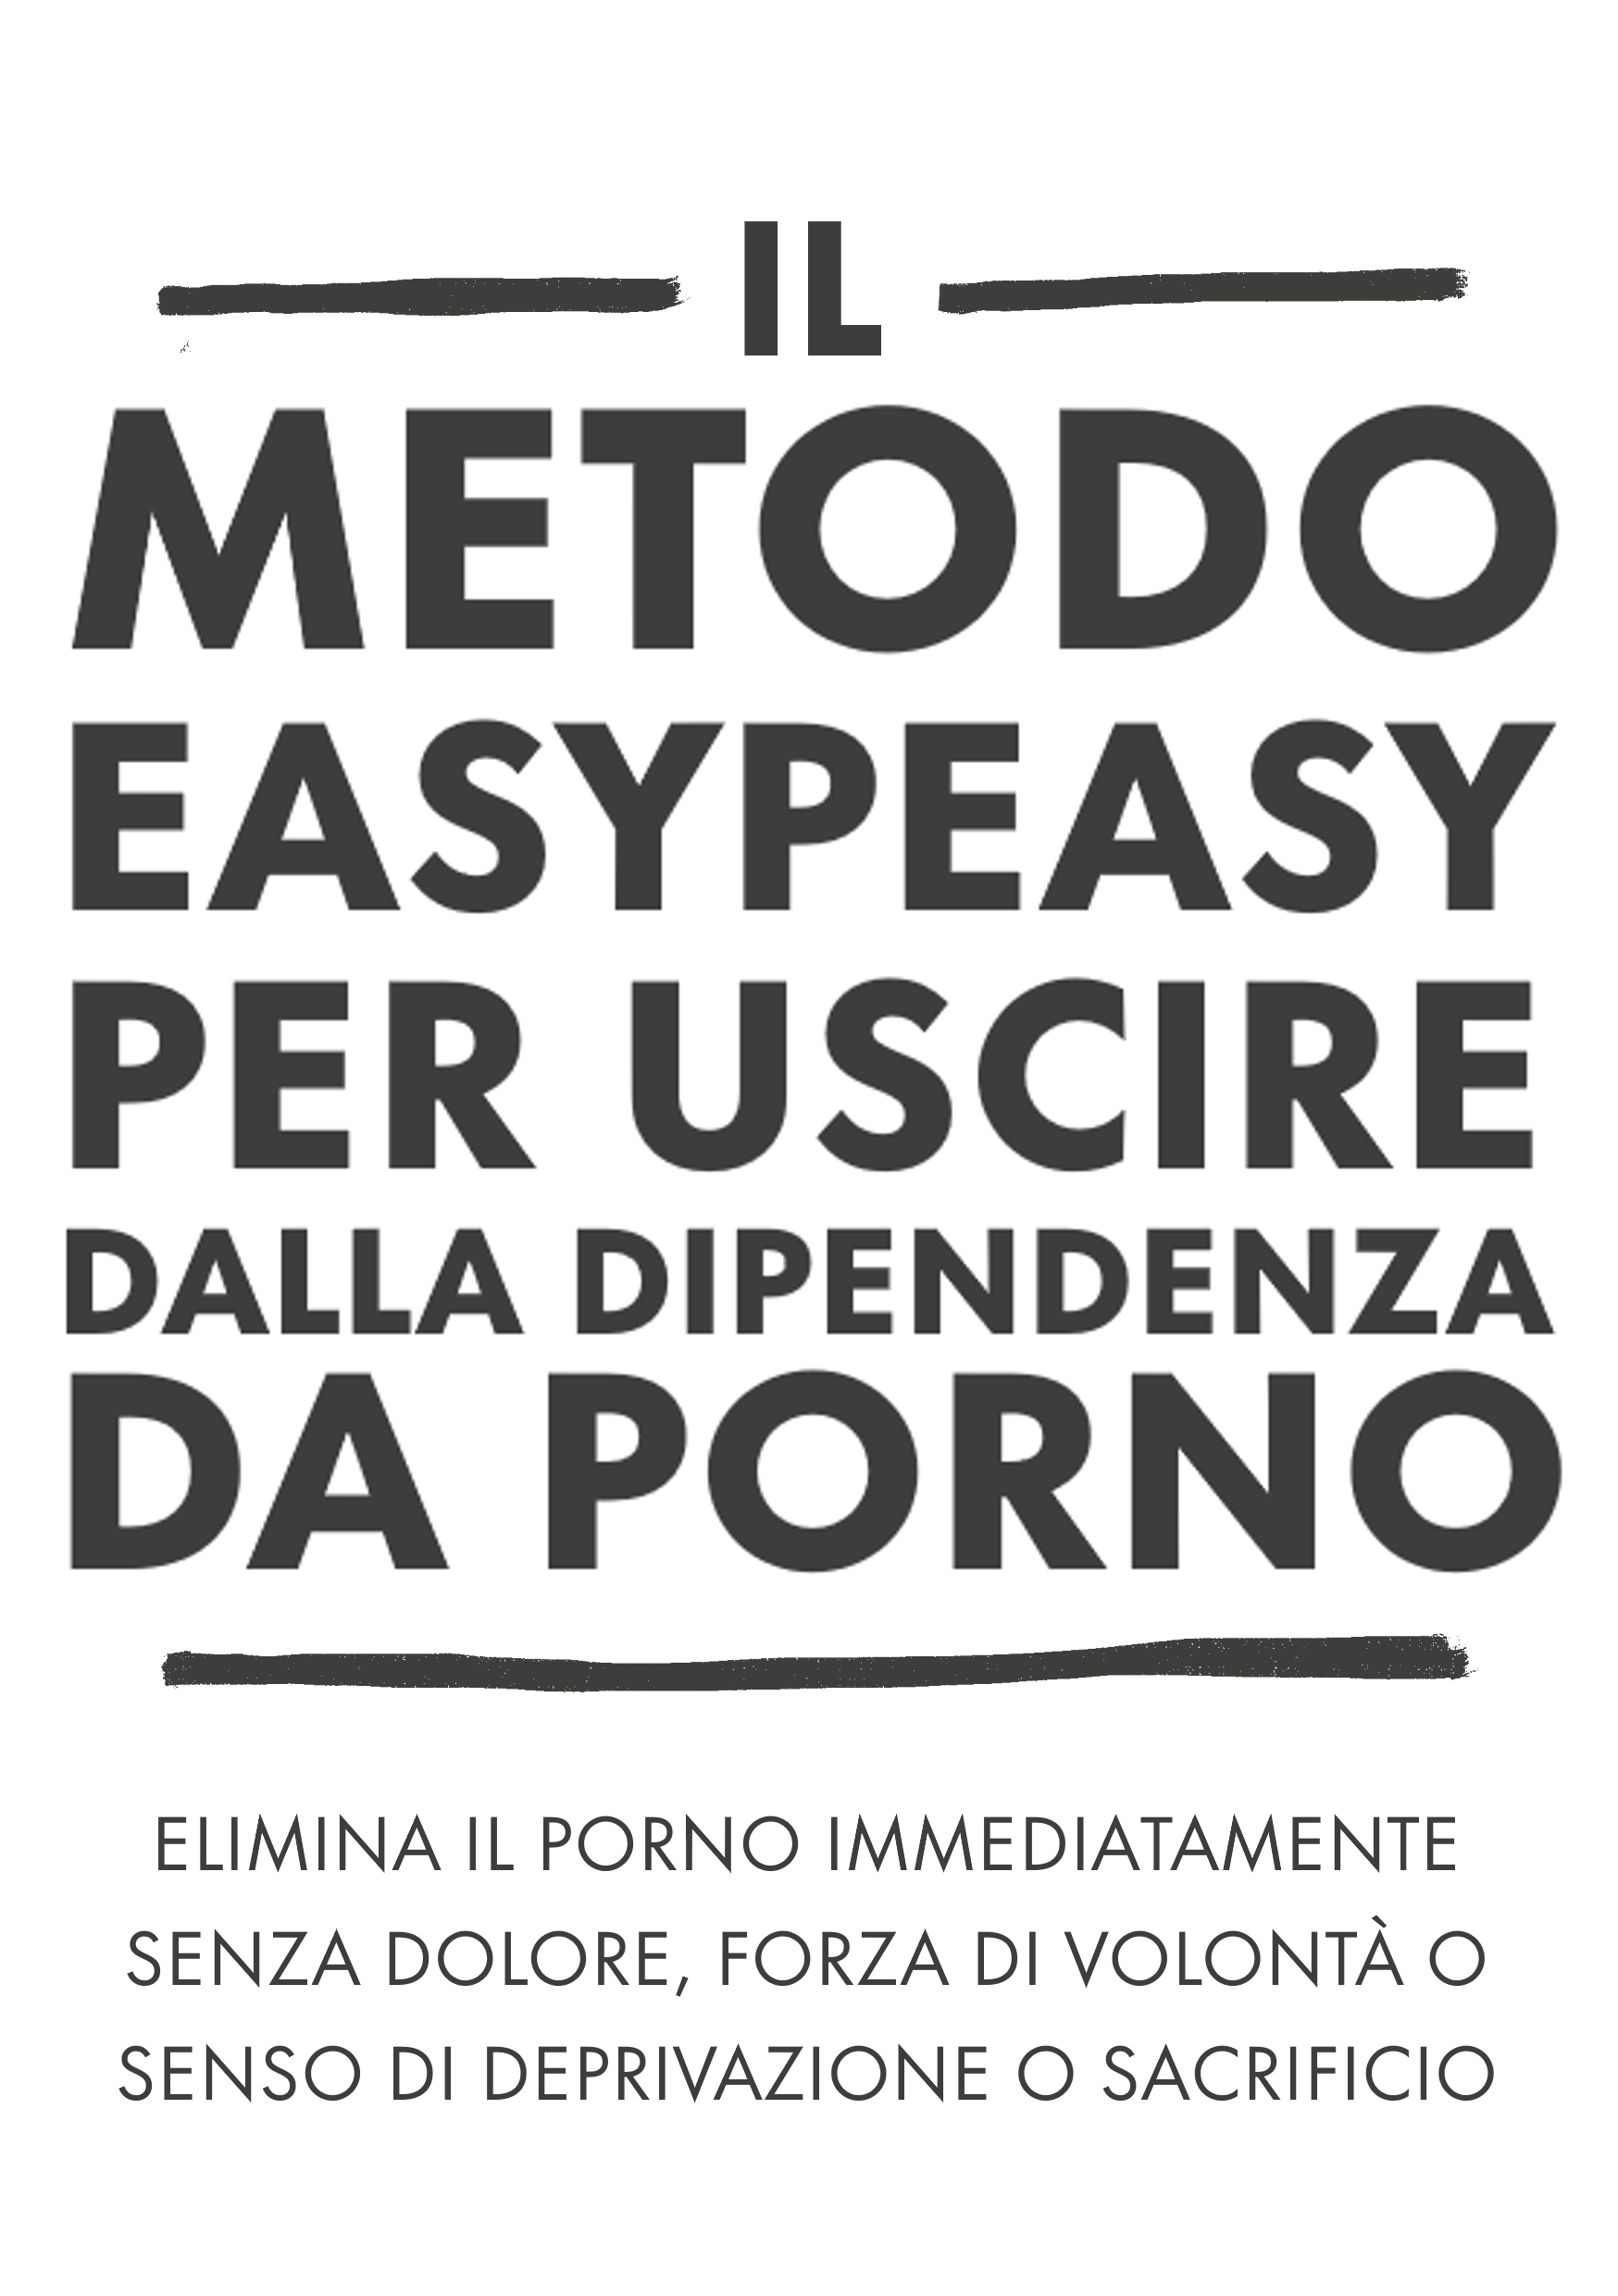 IL
METODO
EASYPEASY
PER USCIRE
DALLA DIPENDENZA
DA PORNO
ELIMINA IL PORNO IMMEDIATAMENTE
SENZA DOLORE, FORZA DI VOLONTÀ O
SENSO DI DEPRIVAZIONE O SACRIFICIO